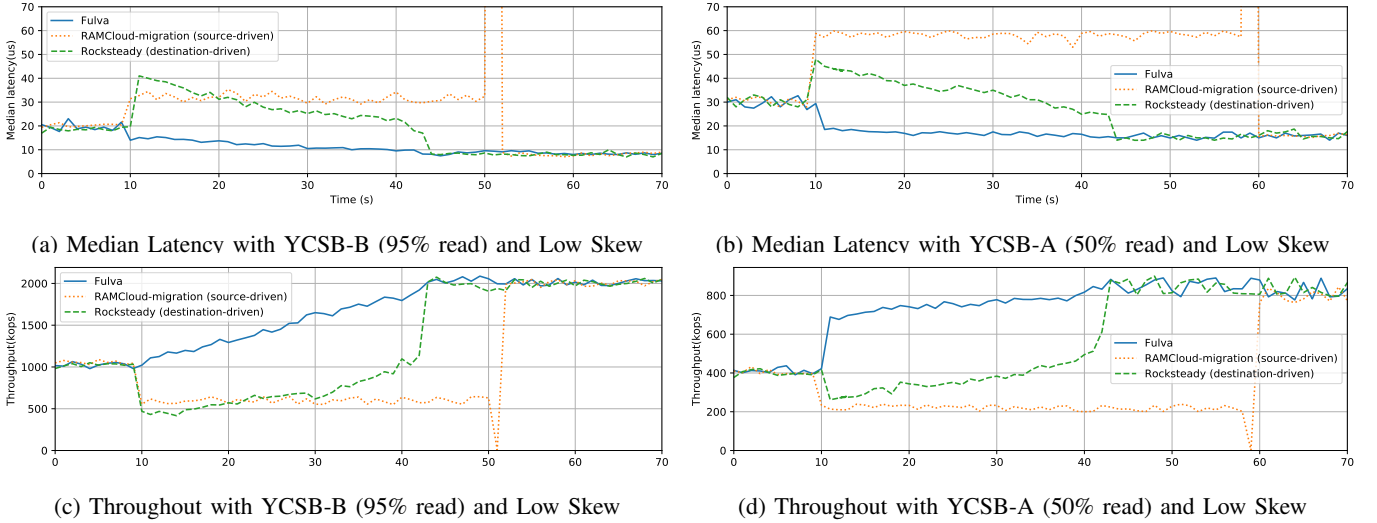 70
60
50
40
30
20
10
0
Median latency(us)
Fulva
RAMCloud-migration (source-driven)
Rocksteady (destination-driven)
0 10 20 30 40 50 60 70
Time (s)
(a) Median Latency with YCSB-B (95% read) and Low Skew
70
60
50
40
30
20
10
0
Median latency(us)
Fulva
RAMCloud-migration (source-driven)
Rocksteady (destination-driven)
0 10 20 30 40 50 60 70
Time (s)
(b) Median Latency with YCSB-A (50% read) and Low Skew
2000
1500
1000
500
0
Throughput(kops)
Fulva
RAMCloud-migration (source-driven)
Rocksteady (destination-driven)
0 10 20 30 40 50 60 70
(c) Throughout with YCSB-B (95% read) and Low Skew
800
600
400
200
0
Throughput(kops)
Fulva
RAMCloud-migration (source-driven)
Rocksteady (destination-driven)
0 10 20 30 40 50 60 70
(d) Throughout with YCSB-A (50% read) and Low Skew